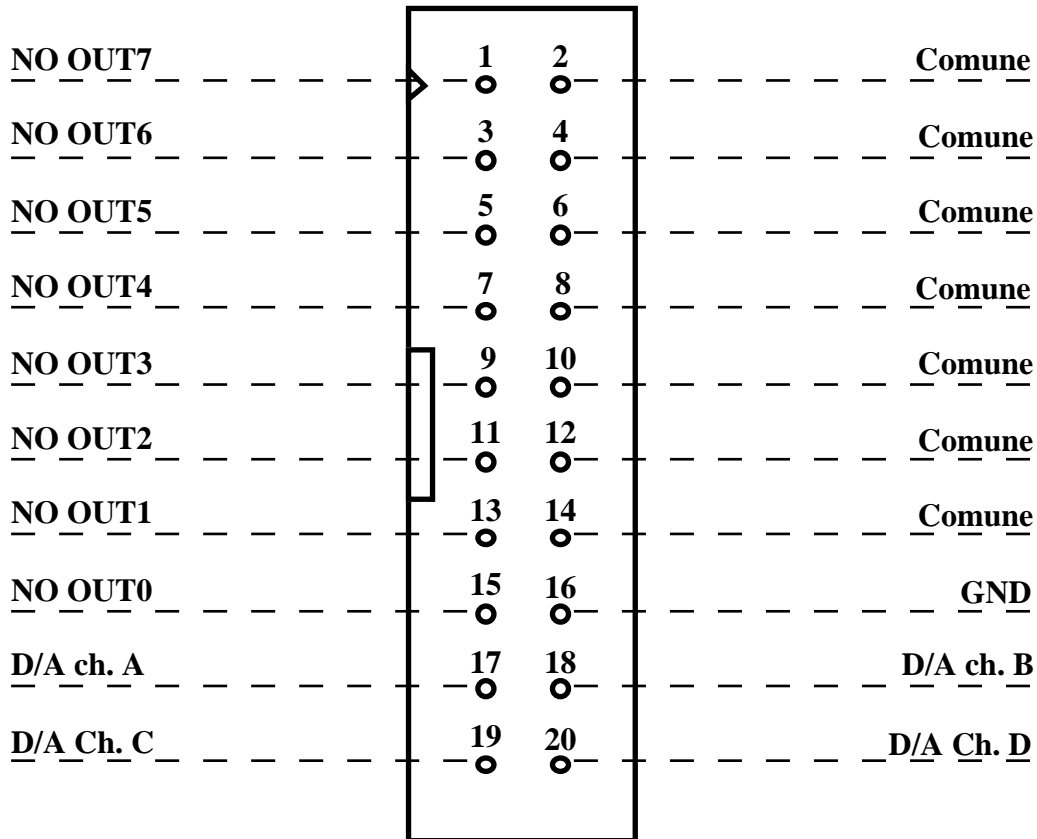 NO OUT7 1 2 Comune
NO OUT6 3 4 Comune
NO OUT5 5 6 Comune
NO OUT4 7 8 Comune
NO OUT3 9 10 Comune
NO OUT2 11 12 Comune
NO OUT1 13 14 Comune
NO OUT0 15 16 GND
D/A ch. A 17 18 D/A ch. B
D/A Ch. C 19 20 D/A Ch. D